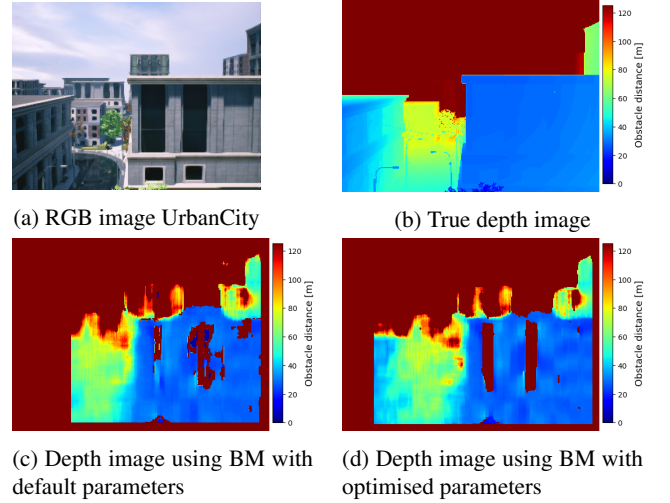 120
100
80
60
40
20
0
Obstacle distance [m]
(a) RGB image UrbanCity
(b) True depth image
120
100
80
60
40
20
0
Obstacle distance [m]
120
100
80
60
40
20
0
Obstacle distance [m]
(c) Depth image using BM with
default parameters
(d) Depth image using BM with
optimised parameters